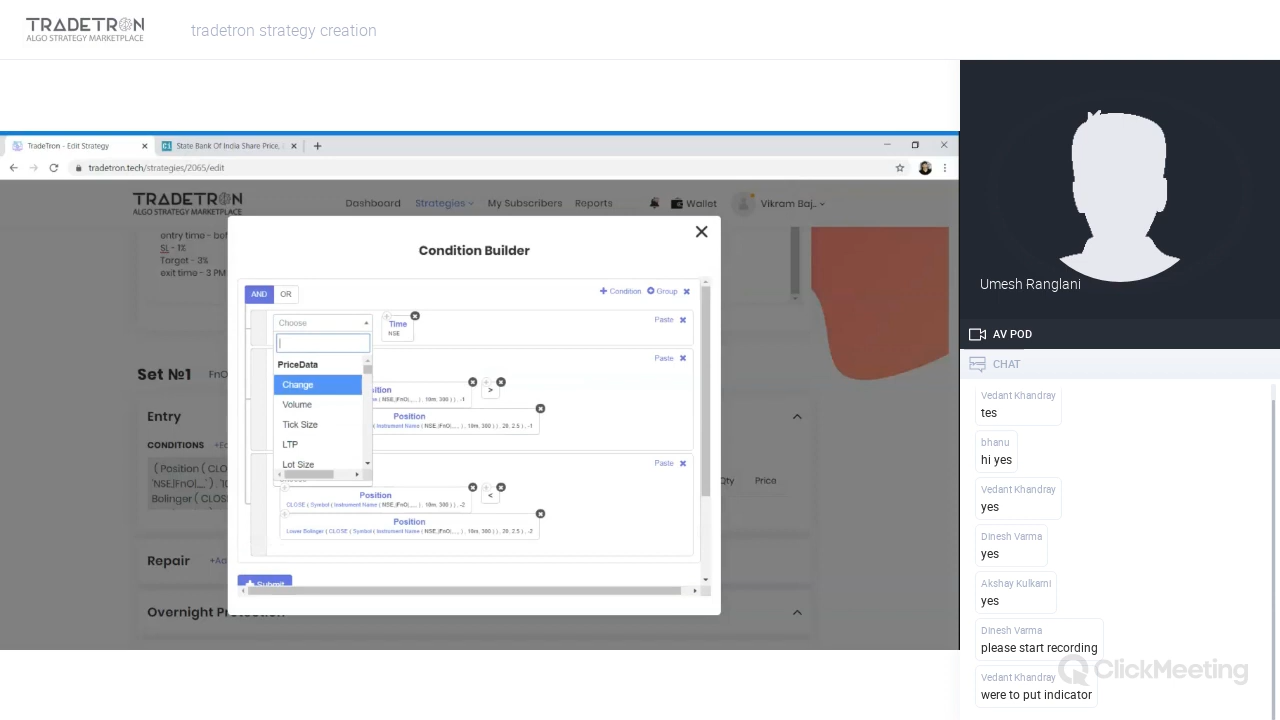 TRADETRON
ALGO STRATEGY MARKETPLACE
tradetron strategy creation
TradeTron - Edit Strategy
State Bank Of India Share Price,
tradetron.tech/strategies/2065/edit
TRADETRON
ALGO STRATEGY MARKETPLACE
Dashboard
Strategies
My Subscribers
Reports
Wallet
Vikram Baj..
entry time - bot
SL - 1%
Target - 3%
exit time - 3 PM
Set №1
FnO
Entry
CONDITIONS
( Position ( CLO
Bolinger ( CLOS
Qty
Price
Repair
Overnight Protection
Condition Builder
AND
OR
Condition
Group
Choose
Time
NSE
Paste
PriceData
Change
Volume
Tick Size
LTP
Lot Size
Paste
>
Position
Paste
Position
CLOSE ( Symbol ( Instrument Name ( NSE,|FnO|,,,, ) , 10m, 300 ) ) , -2
<
Position
Lower Bolinger ( CLOSE ( Symbol ( Instrument Name ( NSE,|FnO|,,,, ) , 10m, 300 ) ) , 20, 2.5 ) , -2
Submit
Umesh Ranglani
AV POD
CHAT
Vedant Khandray
tes
bhanu
hi yes
Vedant Khandray
yes
Dinesh Varma
yes
Akshay Kulkarni
yes
Dinesh Varma
please start recording
Vedant Khandray
were to put indicator
ClickMeeting